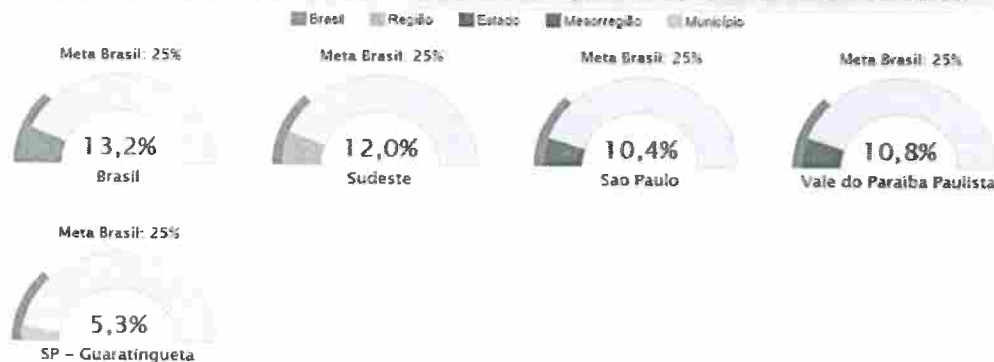 Brasil Região Estado Mesorregião Município
Meta Brasil: 25% Meta Brasil: 25% Meta Brasil: 25% Meta Brasil: 25%
13,2% 12,0% 10,4% 10,8%
Brasil Sudeste Sao Paulo Vale do Paraiba Paulista
Meta Brasil: 25%
5,3%
SP – Guaratingueta